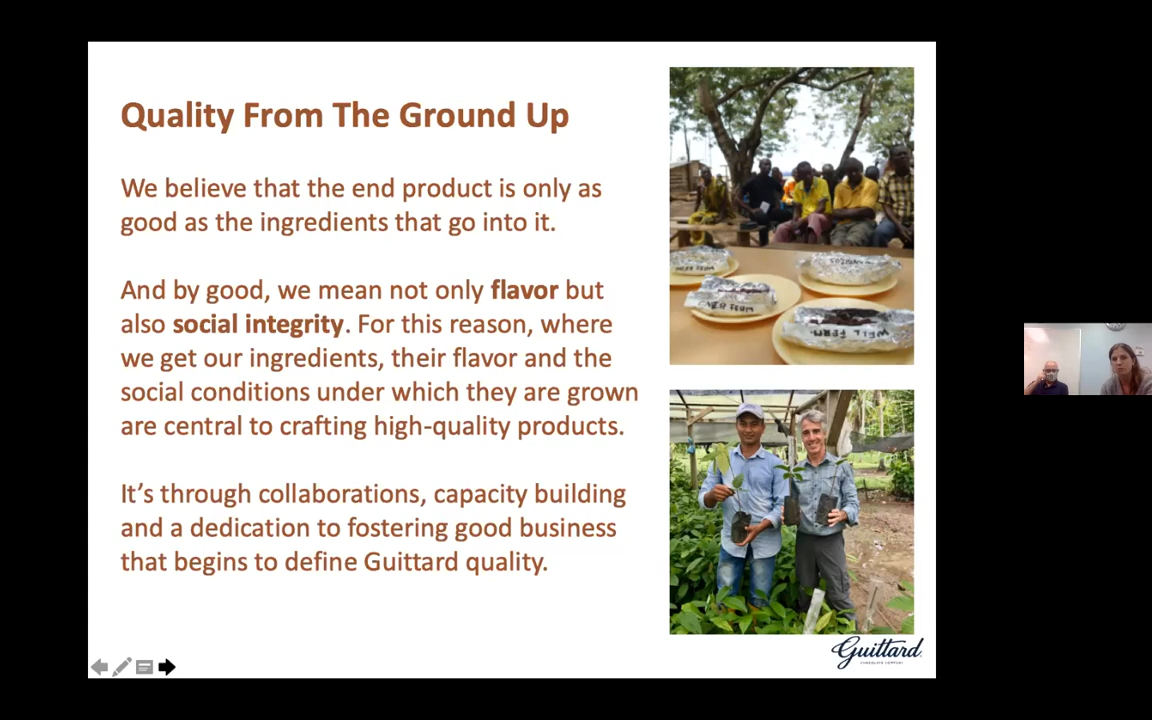 Quality From The Ground Up
We believe that the end product is only as
good as the ingredients that go into it.
And by good, we mean not only flavor but
also social integrity. For this reason, where
we get our ingredients, their flavor and the
social conditions under which they are grown
are central to crafting high-quality products.
It’s through collaborations, capacity building
and a dedication to fostering good business
that begins to define Guittard quality.
OVER FERM
WELL FERM.
Guittard
CHOCOLATE COMPANY